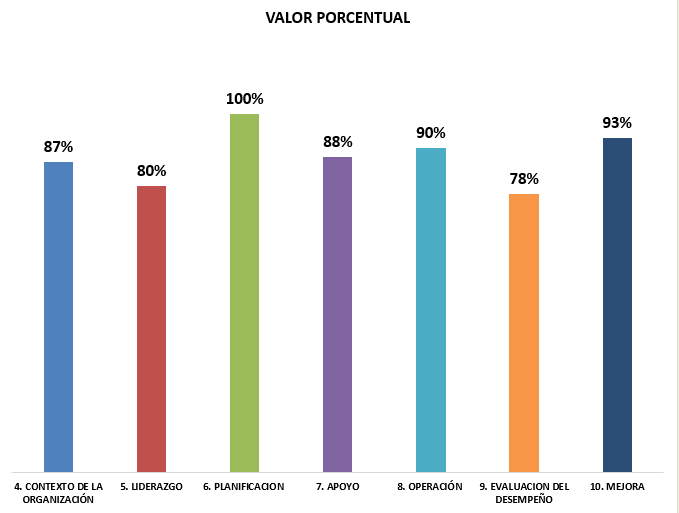 VALOR PORCENTUAL
87%
80%
100%
88%
90%
78%
93%
4. CONTEXTO DE LA
ORGANIZACIÓN
5. LIDERAZGO
6. PLANIFICACION
7. APOYO
8. OPERACIÓN
9. EVALUACION DEL
DESEMPEÑO
10. MEJORA